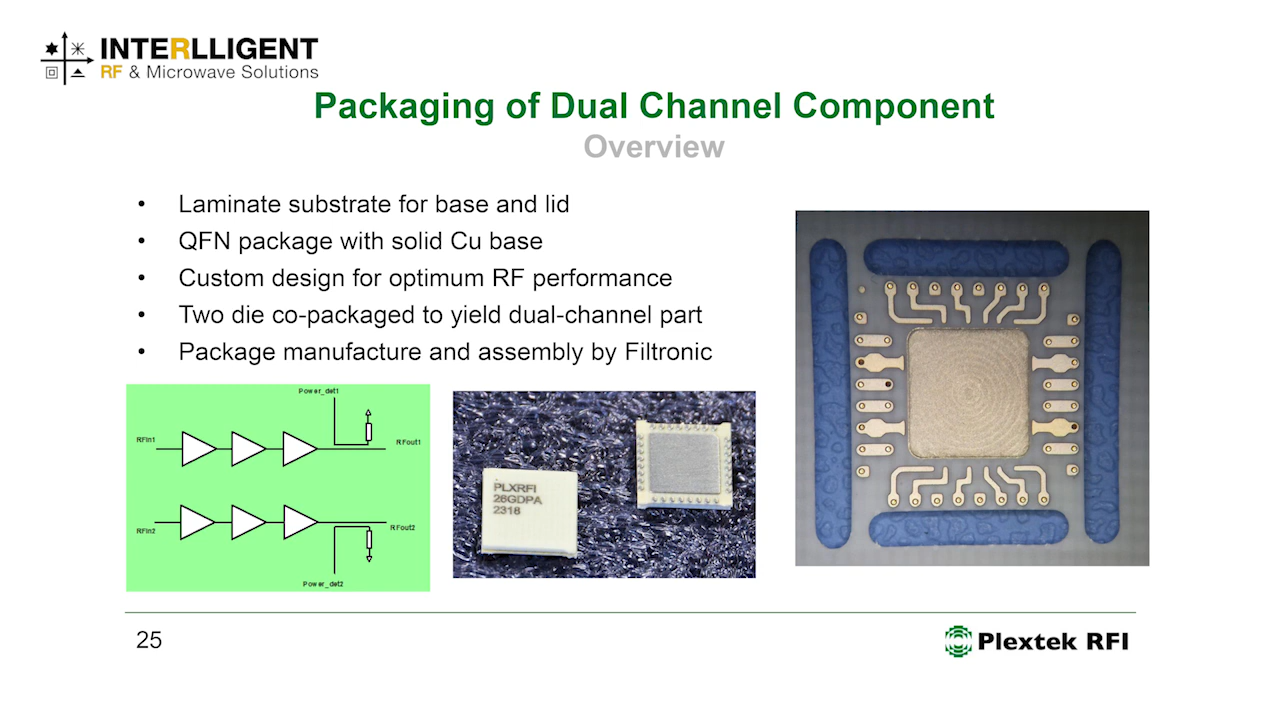 INTERLLIGENT
RF & Microwave Solutions
Packaging of Dual Channel Component
Overview
• Laminate substrate for base and lid
• QFN package with solid Cu base
• Custom design for optimum RF performance
• Two die co-packaged to yield dual-channel part
• Package manufacture and assembly by Filtronic
Power_det1
RFin1
RFout1
RFin2
RFout2
Power_det2
PLXRFI
26GDPA
2318
25
Plextek RFI